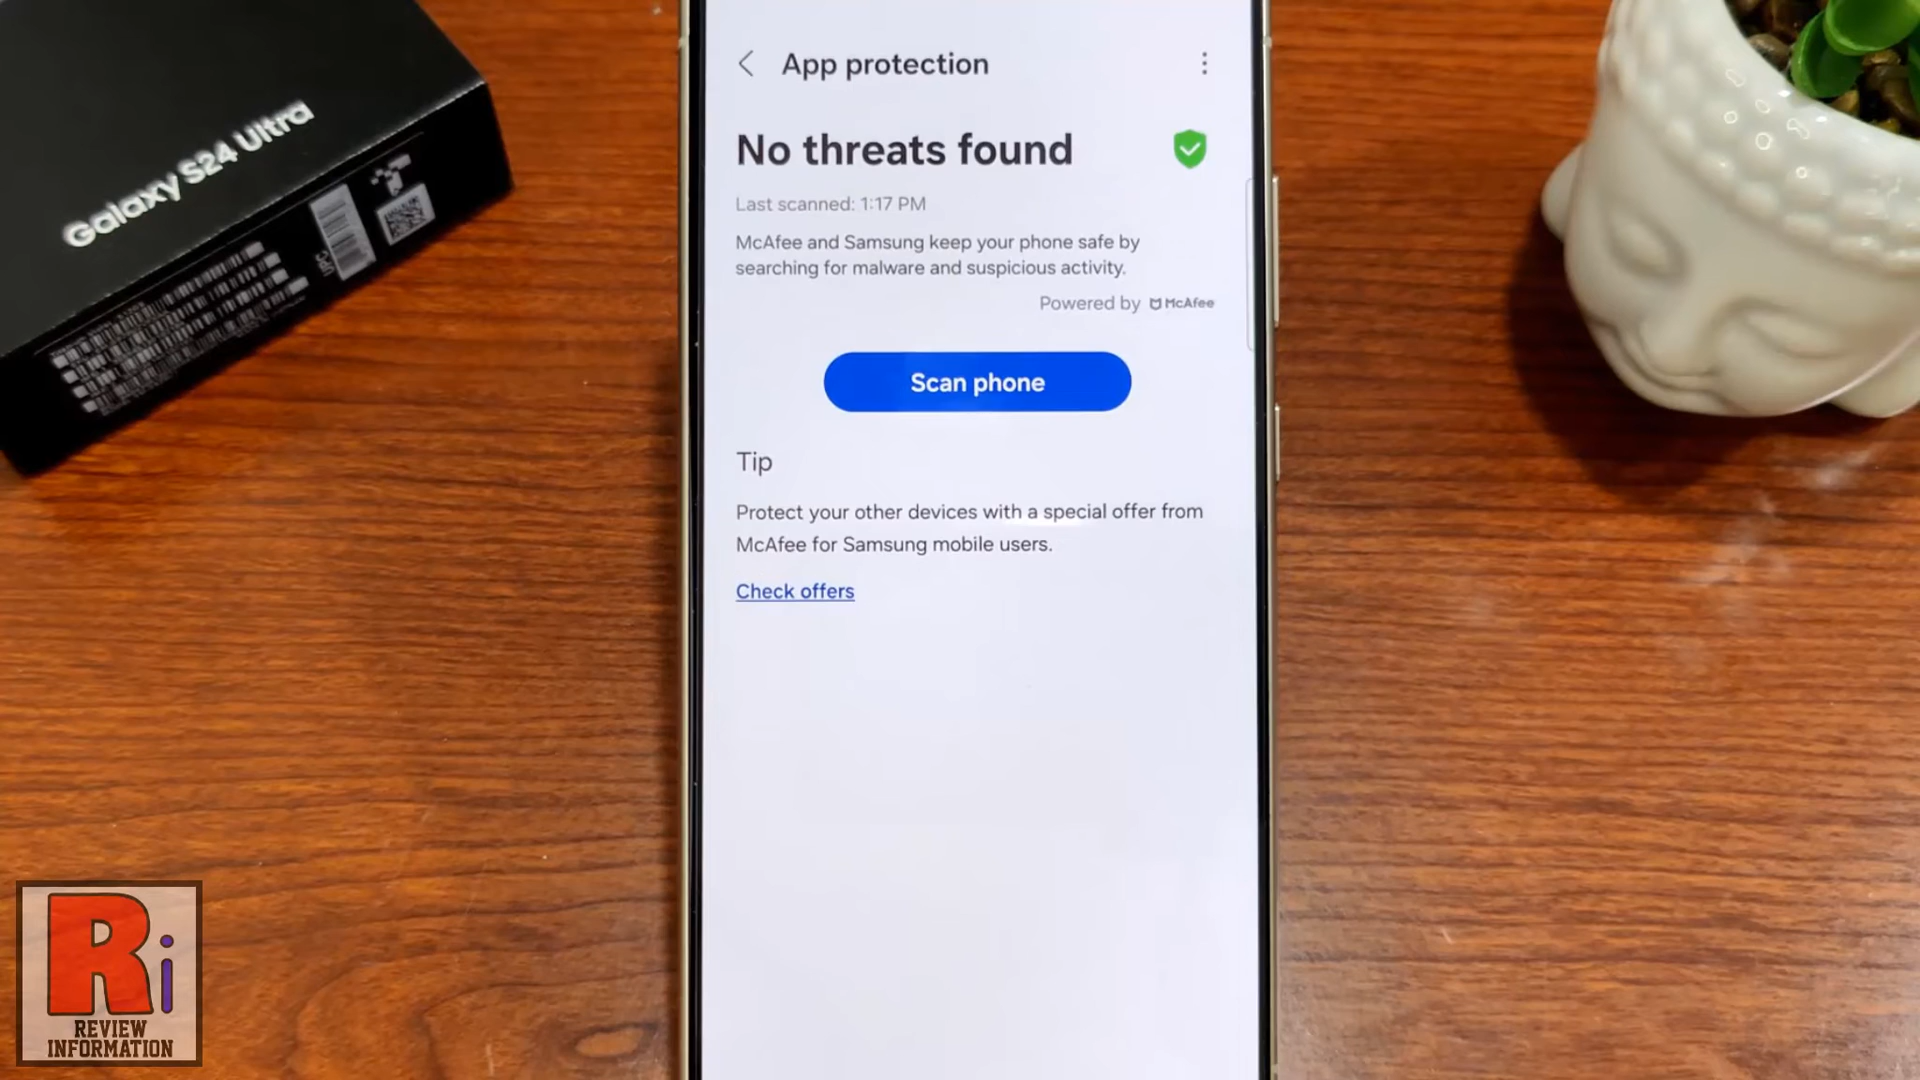 Galaxy S24 Ultra
UPC
App protection
No threats found
Last scanned: 1:17 PM
McAfee and Samsung keep your phone safe by
searching for malware and suspicious activity.
Powered by McAfee
Scan phone
Tip
Protect your other devices with a special offer from
McAfee for Samsung mobile users.
Check offers
Ri
REVIEW
INFORMATION